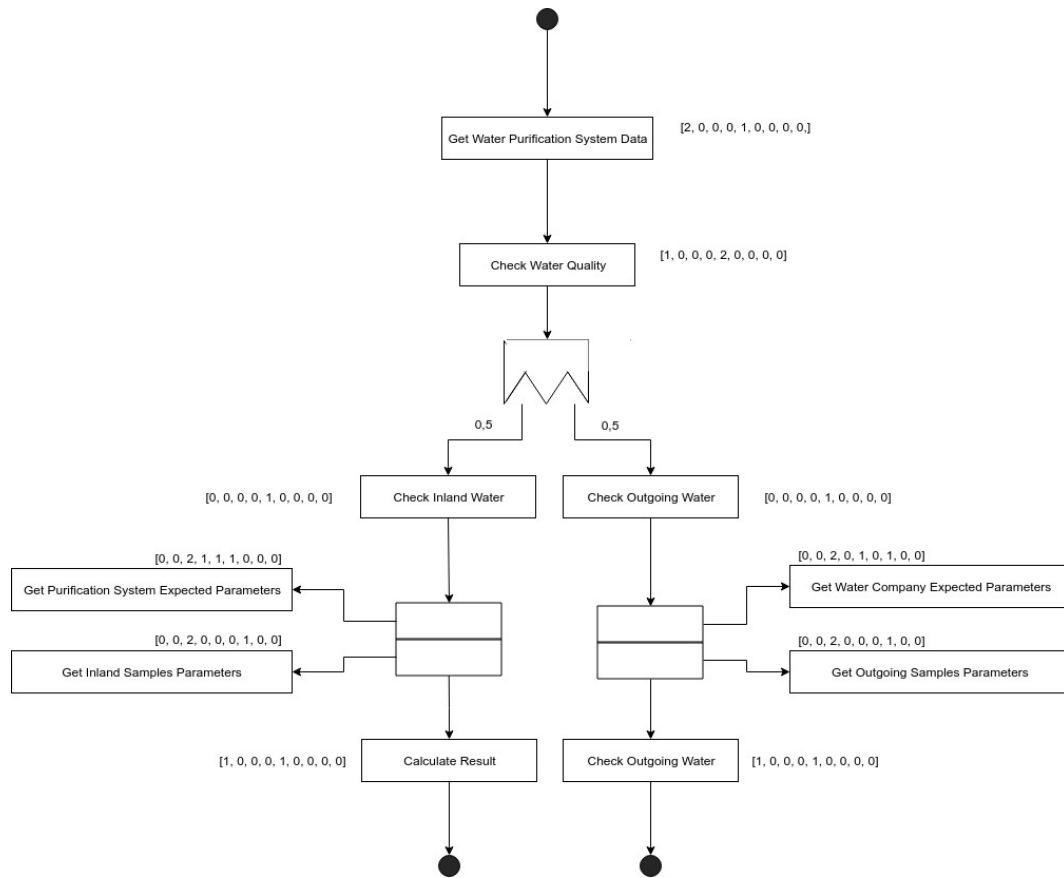 Get Water Purification System Data
[2, 0, 0, 0, 1, 0, 0, 0, 0,]
Check Water Quality
[1, 0, 0, 0, 2, 0, 0, 0, 0]
0,5
0,5
[0, 0, 0, 0, 1, 0, 0, 0, 0]
Check Inland Water
Check Outgoing Water
[0, 0, 0, 0, 1, 0, 0, 0, 0]
[0, 0, 2, 1, 1, 1, 0, 0, 0]
Get Purification System Expected Parameters
[0, 0, 2, 0, 1, 0, 1, 0, 0]
Get Water Company Expected Parameters
[0, 0, 2, 0, 0, 0, 1, 0, 0]
Get Inland Samples Parameters
[0, 0, 2, 0, 0, 0, 1, 0, 0]
Get Outgoing Samples Parameters
[1, 0, 0, 0, 1, 0, 0, 0, 0]
Calculate Result
Check Outgoing Water
[1, 0, 0, 0, 1, 0, 0, 0, 0]